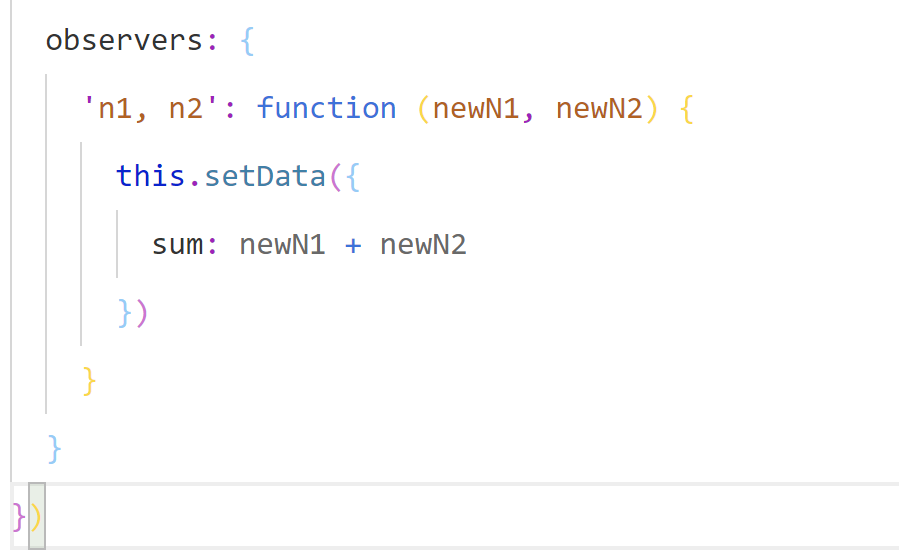 observers: {
'n1, n2': function (newN1, newN2) {
this.setData({
sum: newN1 + newN2
})
}
}
})